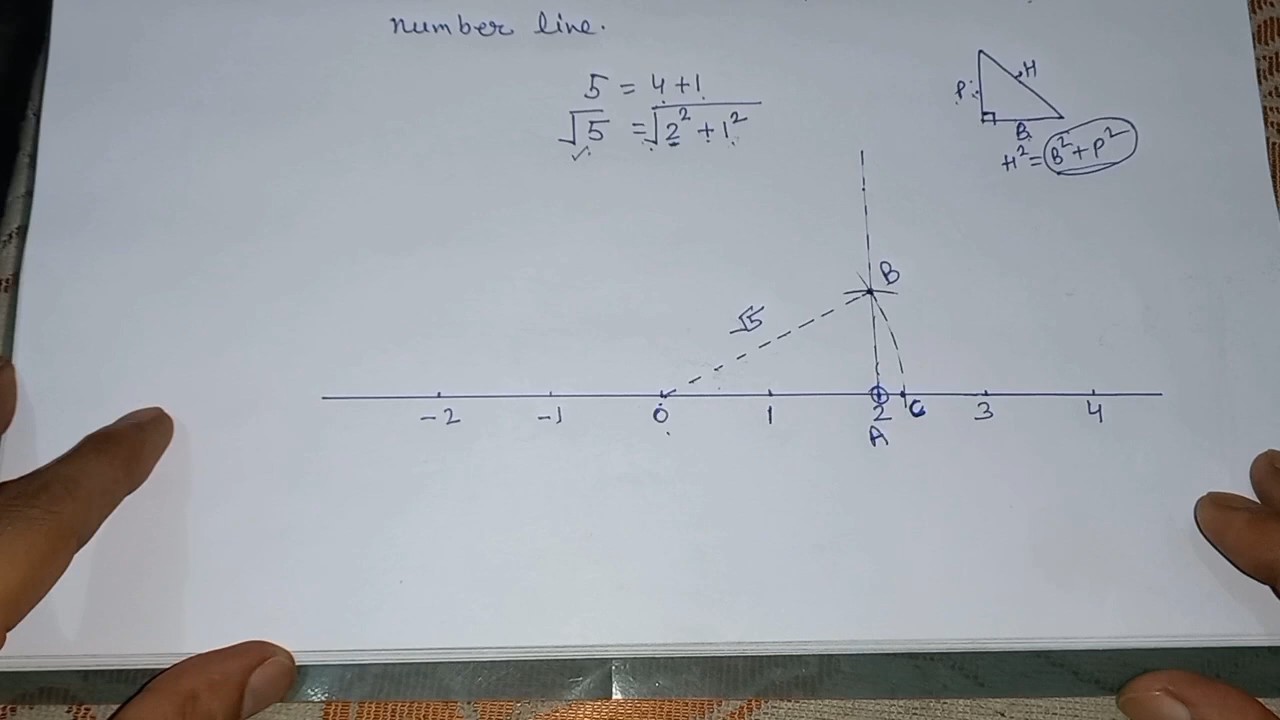 number line.
5 = 4 + 1
√5 = √2² + 1²
P H
B
H² = B² + P²
B
√5
-2 -1 0 1 2 C 3 4
A